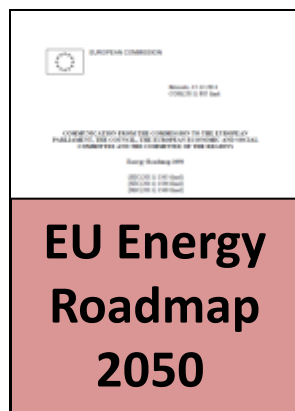 EUROPEAN COMMISSION
COMMUNICATION FROM THE COMMISSION TO THE EUROPEAN
PARLIAMENT, THE COUNCIL, THE EUROPEAN ECONOMIC AND SOCIAL
COMMITTEE AND THE COMMITTEE OF THE REGIONS
Energy Roadmap 2050
EU Energy
Roadmap
2050